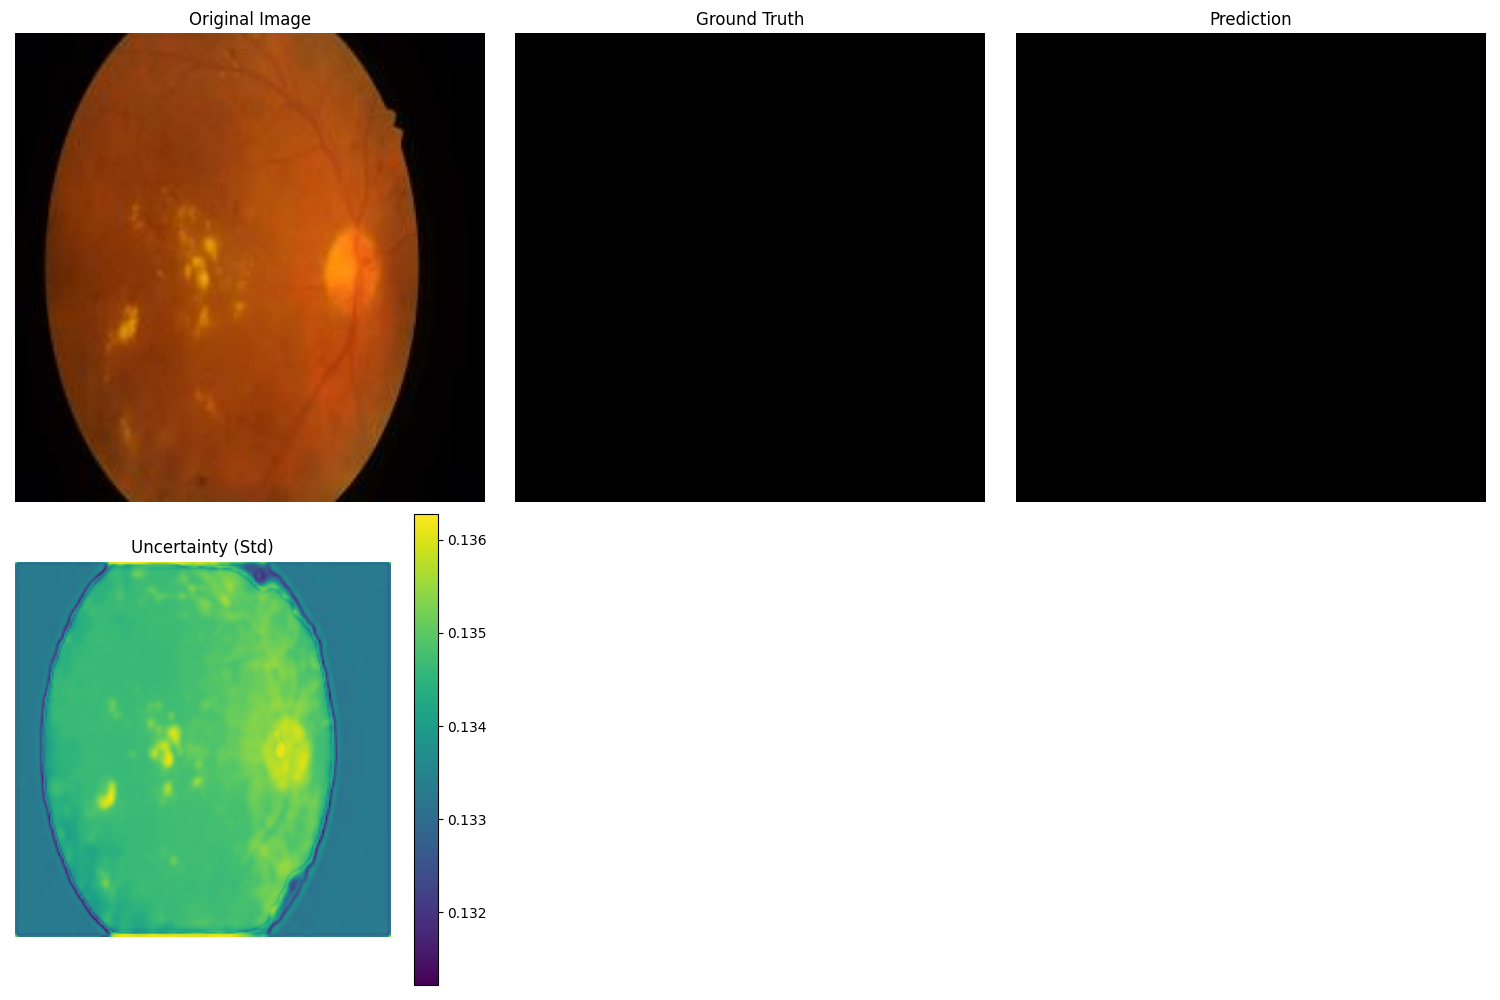 Original Image
Ground Truth
Prediction
Uncertainty (Std)
0.136
0.135
0.134
0.133
0.132